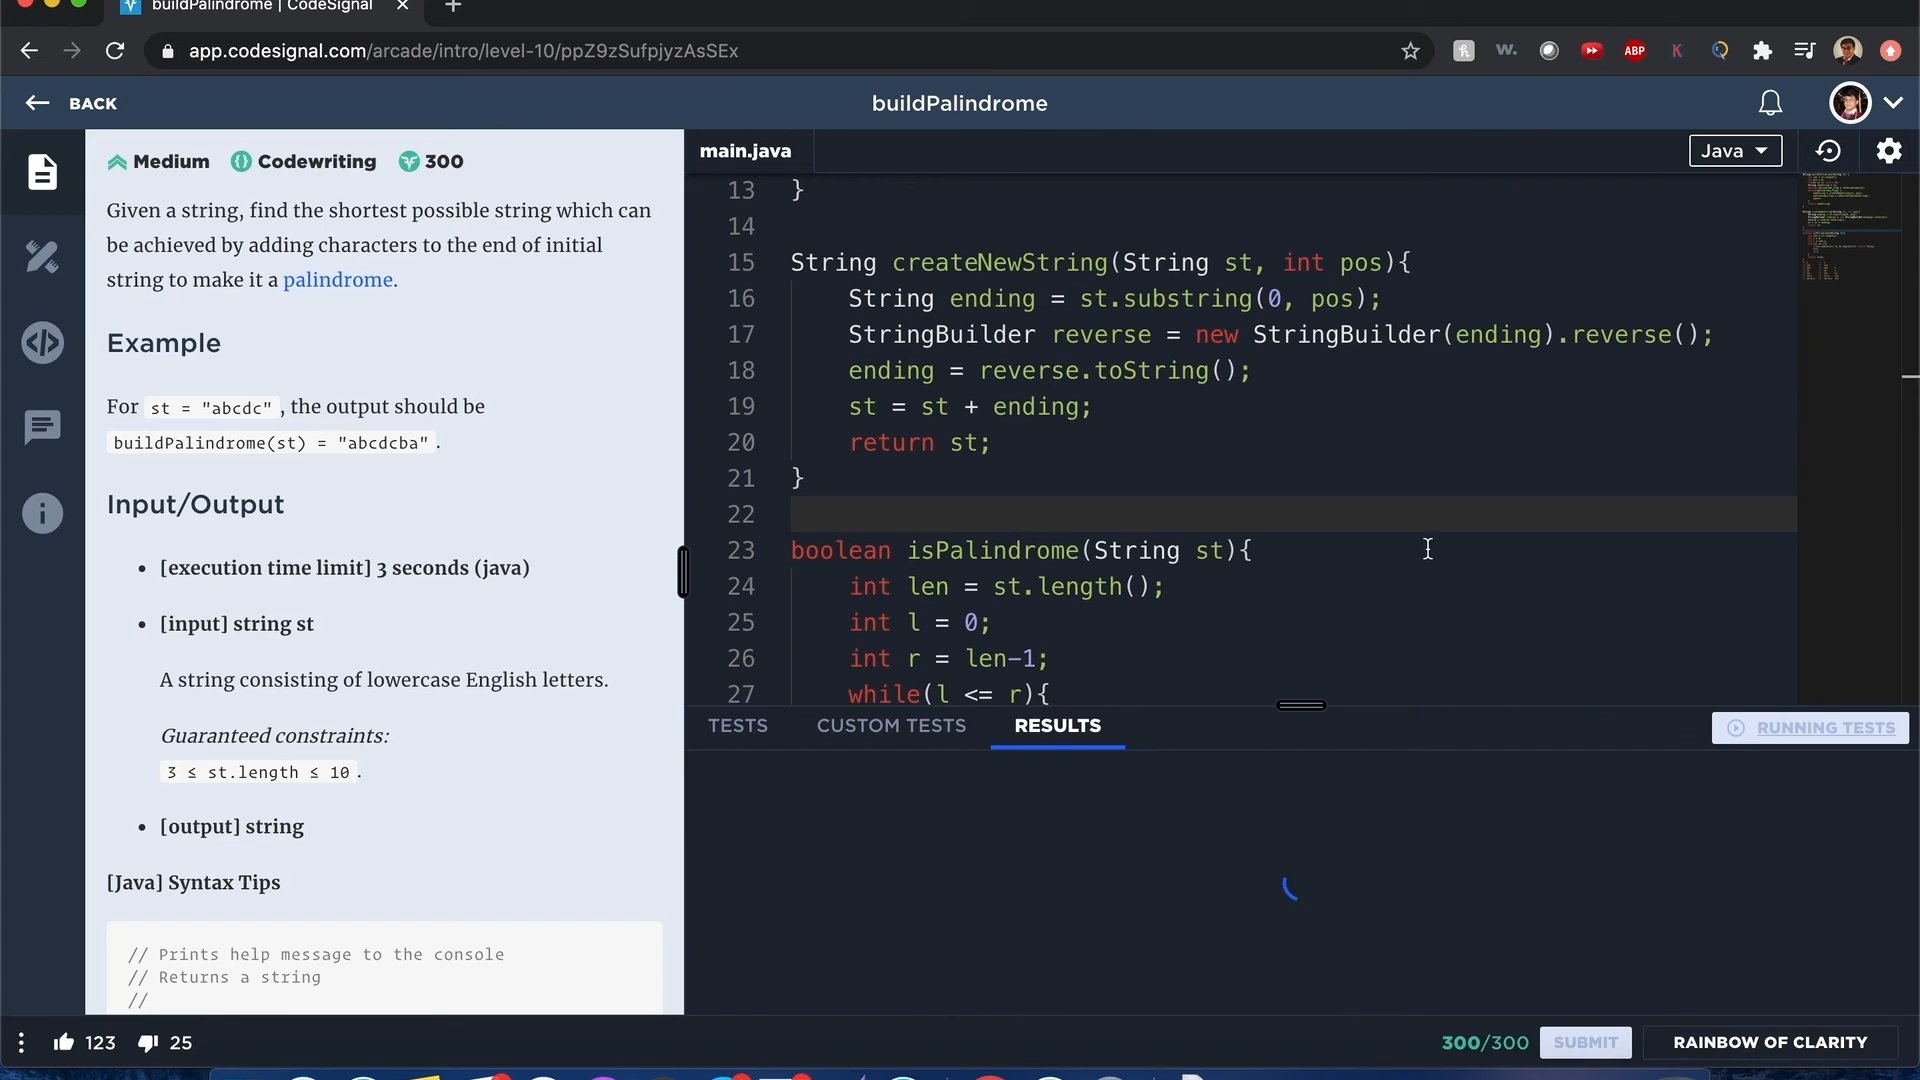 buildPalindrome | CodeSignal
app.codesignal.com/arcade/intro/level-10/ppZ9zSufpjyzAsSEx
w.
ABP
K
BACK
buildPalindrome
Medium Codewriting 300
Given a string, find the shortest possible string which can
be achieved by adding characters to the end of initial
string to make it a palindrome.
Example
For st = "abcdc" , the output should be
buildPalindrome(st) = "abcdcba" .
Input/Output
• [execution time limit] 3 seconds (java)
• [input] string st
A string consisting of lowercase English letters.
Guaranteed constraints:
3 ≤ st.length ≤ 10 .
• [output] string
[Java] Syntax Tips
// Prints help message to the console
// Returns a string
//
123 25
main.java
Java
13 }
14
15 String createNewString(String st, int pos){
16 String ending = st.substring(0, pos);
17 StringBuilder reverse = new StringBuilder(ending).reverse();
18 ending = reverse.toString();
19 st = st + ending;
20 return st;
21 }
22
23 boolean isPalindrome(String st){
24 int len = st.length();
25 int l = 0;
26 int r = len-1;
27 while(l <= r){
TESTS CUSTOM TESTS RESULTS
RUNNING TESTS
300/300 SUBMIT RAINBOW OF CLARITY